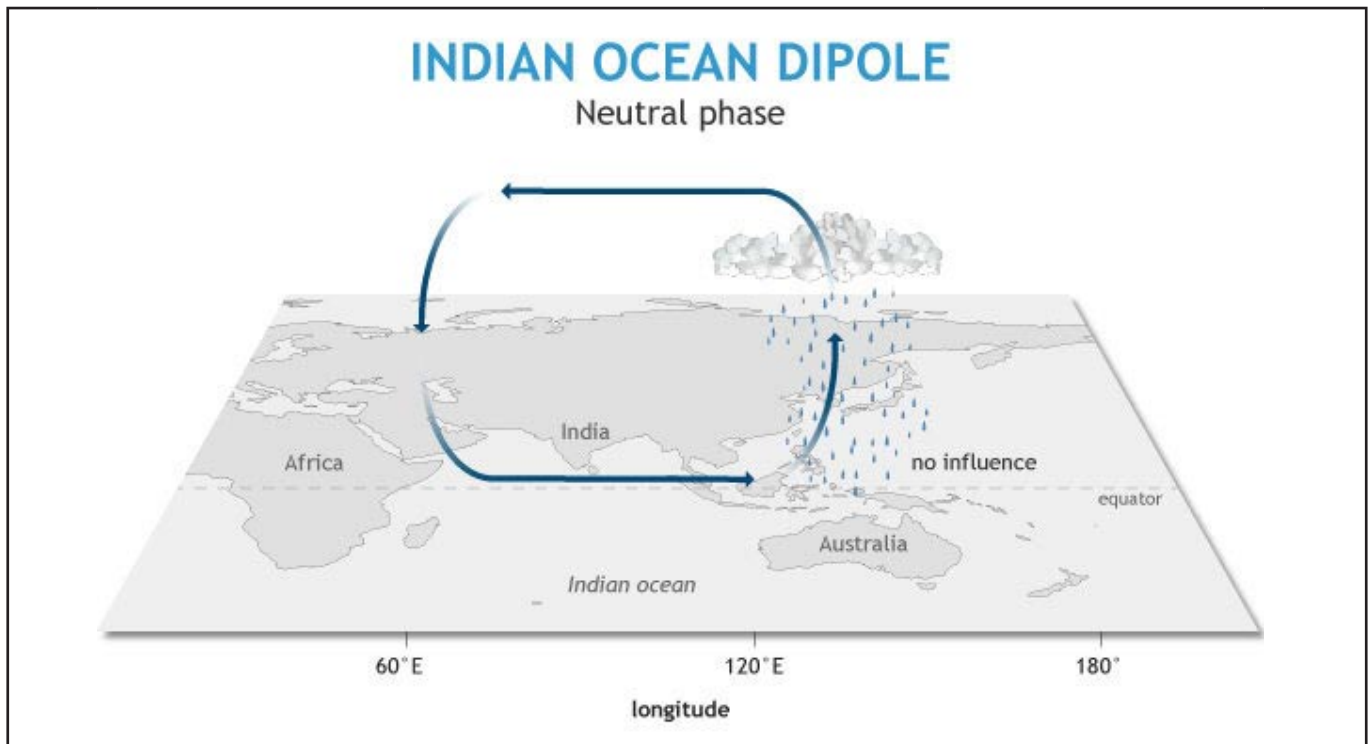 INDIAN OCEAN DIPOLE
Neutral phase
India
Africa
no influence
equator
Australia
Indian ocean
60°E
120°E
180°
longitude